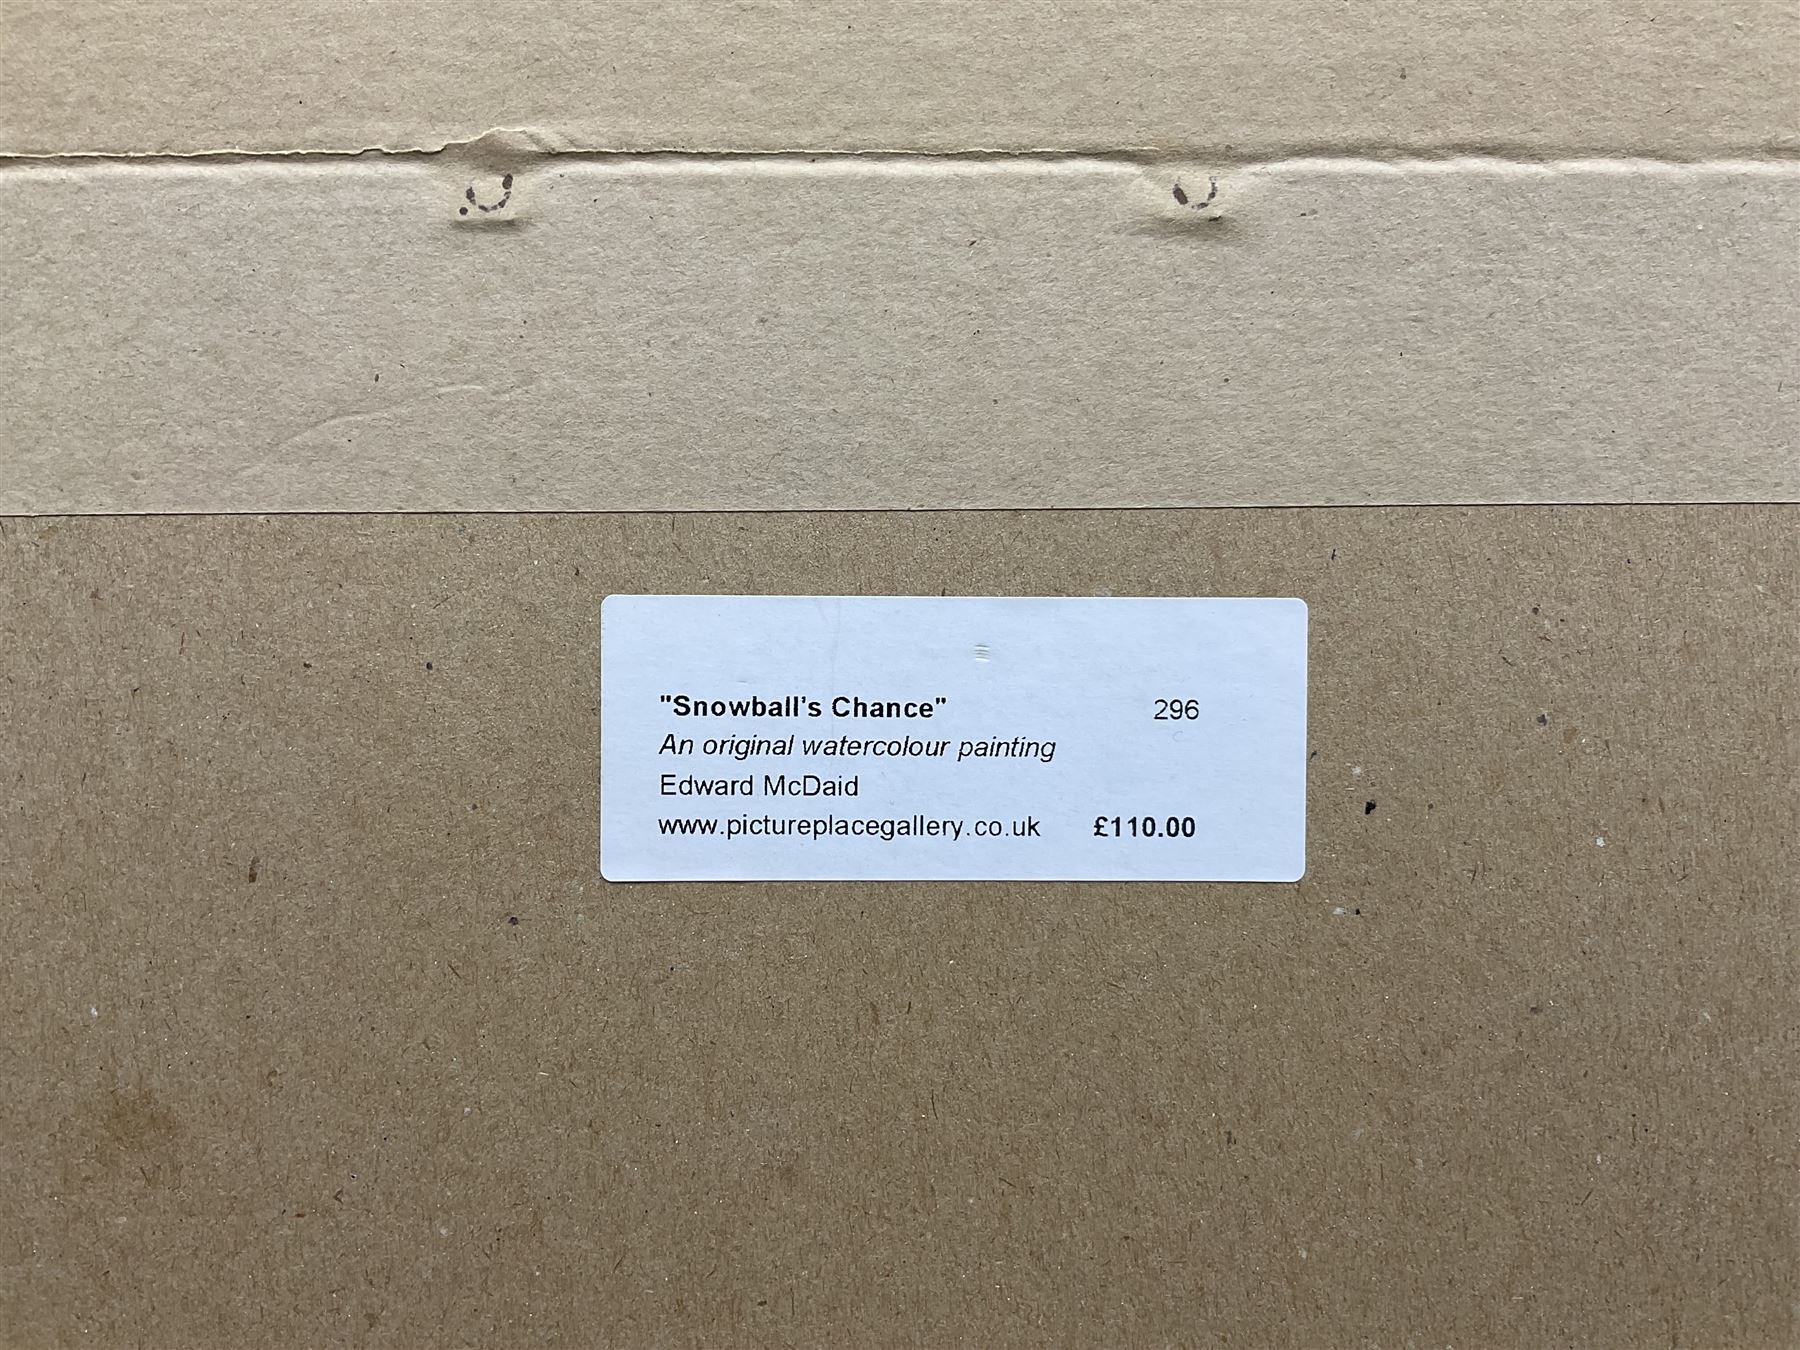 "Snowball's Chance" 296
An original watercolour painting
Edward McDaid
www.pictureplacegallery.co.uk £110.00